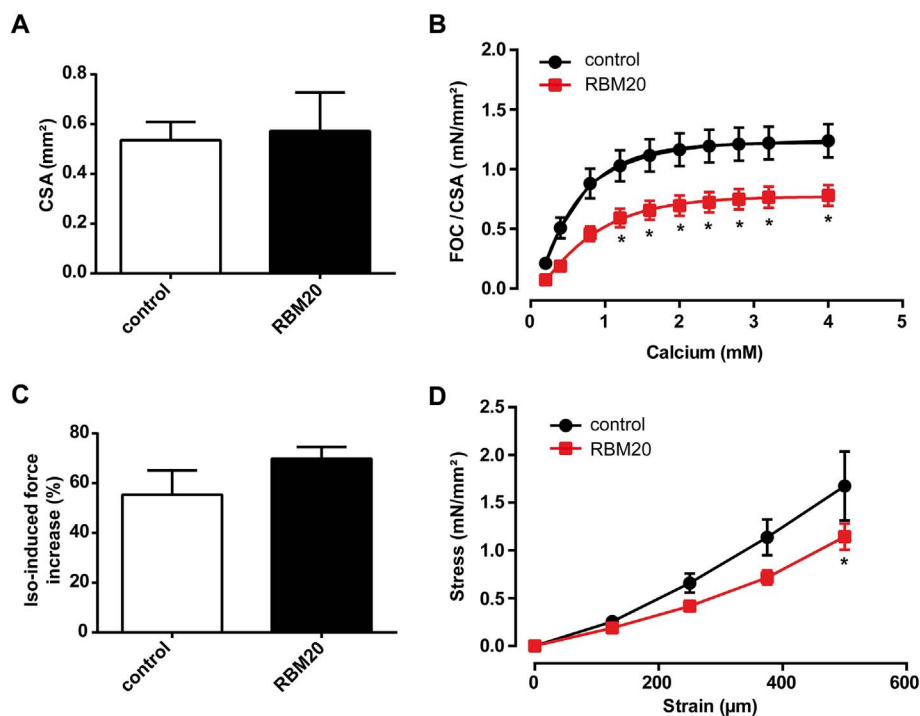 A
CSA (mm²)
0.8
0.6
0.4
0.2
0.0
control
RBM20
B
FOC / CSA (mN/mm²)
2.0
1.5
1.0
0.5
0.0
control
RBM20
* * * * * * *
0 1 2 3 4 5
Calcium (mM)
C
Iso-induced force
increase (%)
80
60
40
20
0
control
RBM20
D
Stress (mN/mm²)
2.5
2.0
1.5
1.0
0.5
0.0
control
RBM20
*
0 200 400 600
Strain (µm)